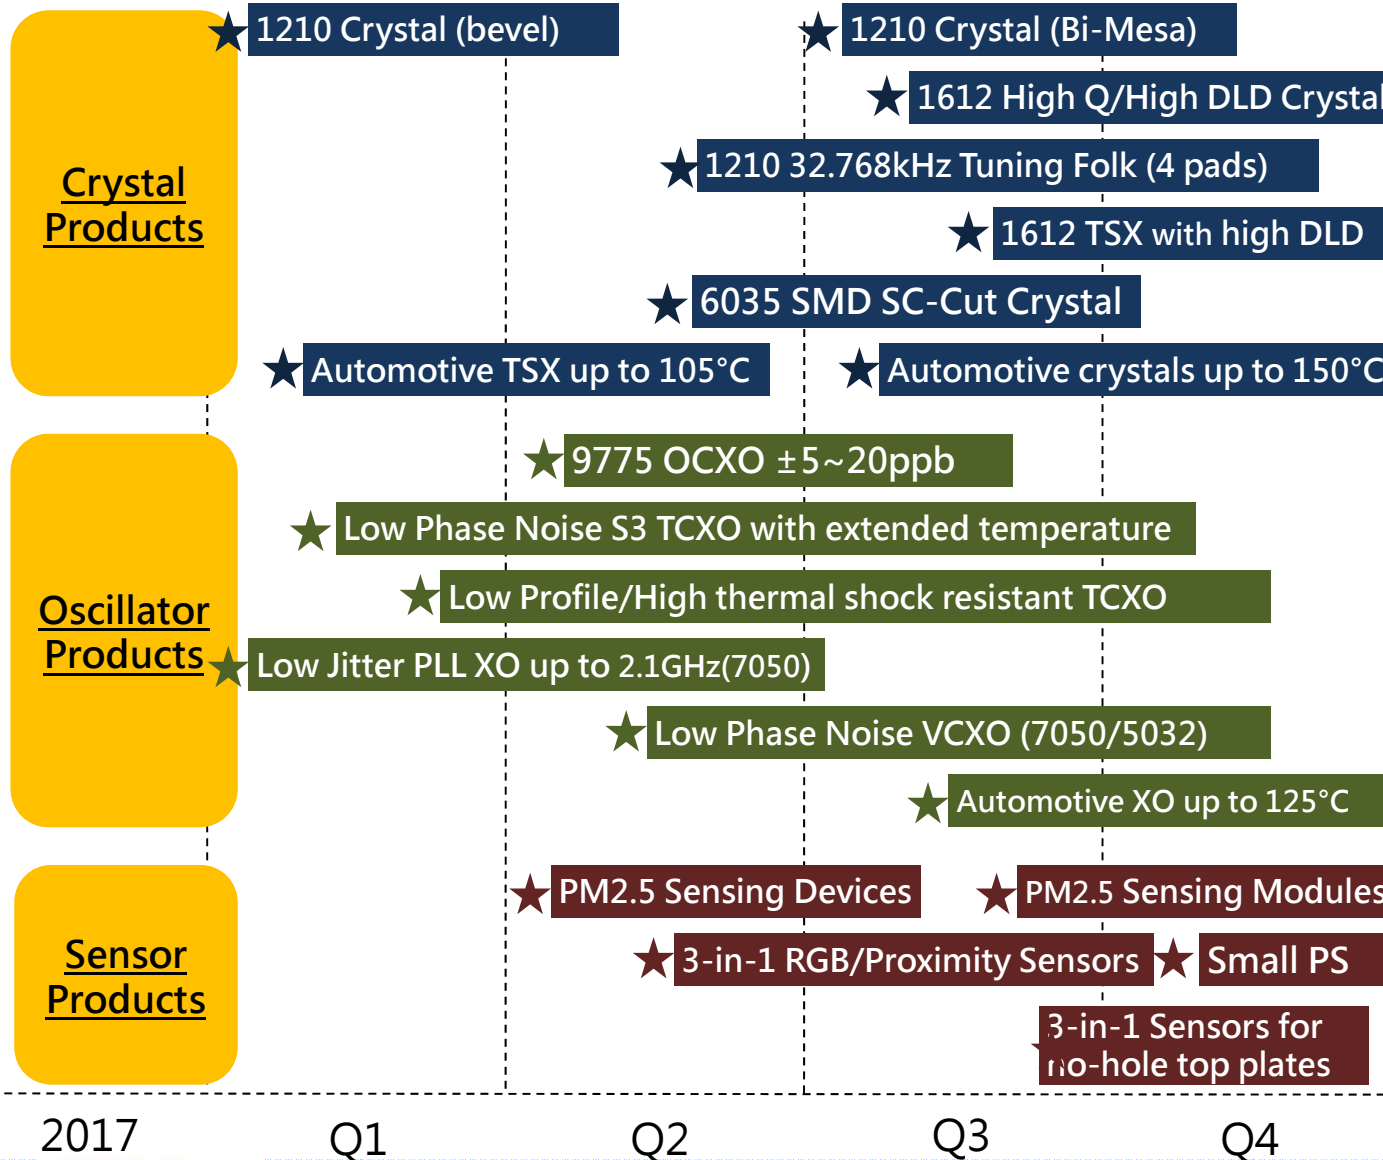 1210 Crystal (bevel)
1210 Crystal (Bi-Mesa)
1612 High Q/High DLD Crystal
Crystal
Products
1210 32.768kHz Tuning Folk (4 pads)
1612 TSX with high DLD
6035 SMD SC-Cut Crystal
Automotive TSX up to 105°C
Automotive crystals up to 150°C
9775 OCXO ±5~20ppb
Low Phase Noise S3 TCXO with extended temperature
Oscillator
Products
Low Profile/High thermal shock resistant TCXO
Low Jitter PLL XO up to 2.1GHz(7050)
Low Phase Noise VCXO (7050/5032)
Automotive XO up to 125°C
PM2.5 Sensing Devices
PM2.5 Sensing Modules
Sensor
Products
3-in-1 RGB/Proximity Sensors
Small PS
3-in-1 Sensors for
no-hole top plates
2017
Q1
Q2
Q3
Q4